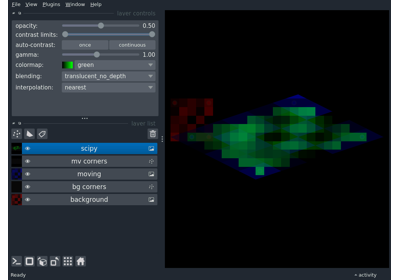 File View Plugins Window Help
layer controls
opacity: 0.50
contrast limits:
auto-contrast: once continuous
gamma: 1.00
colormap: green
blending: translucent_no_depth
interpolation: nearest
layer list
scipy
mv corners
moving
bg corners
background
Ready
activity